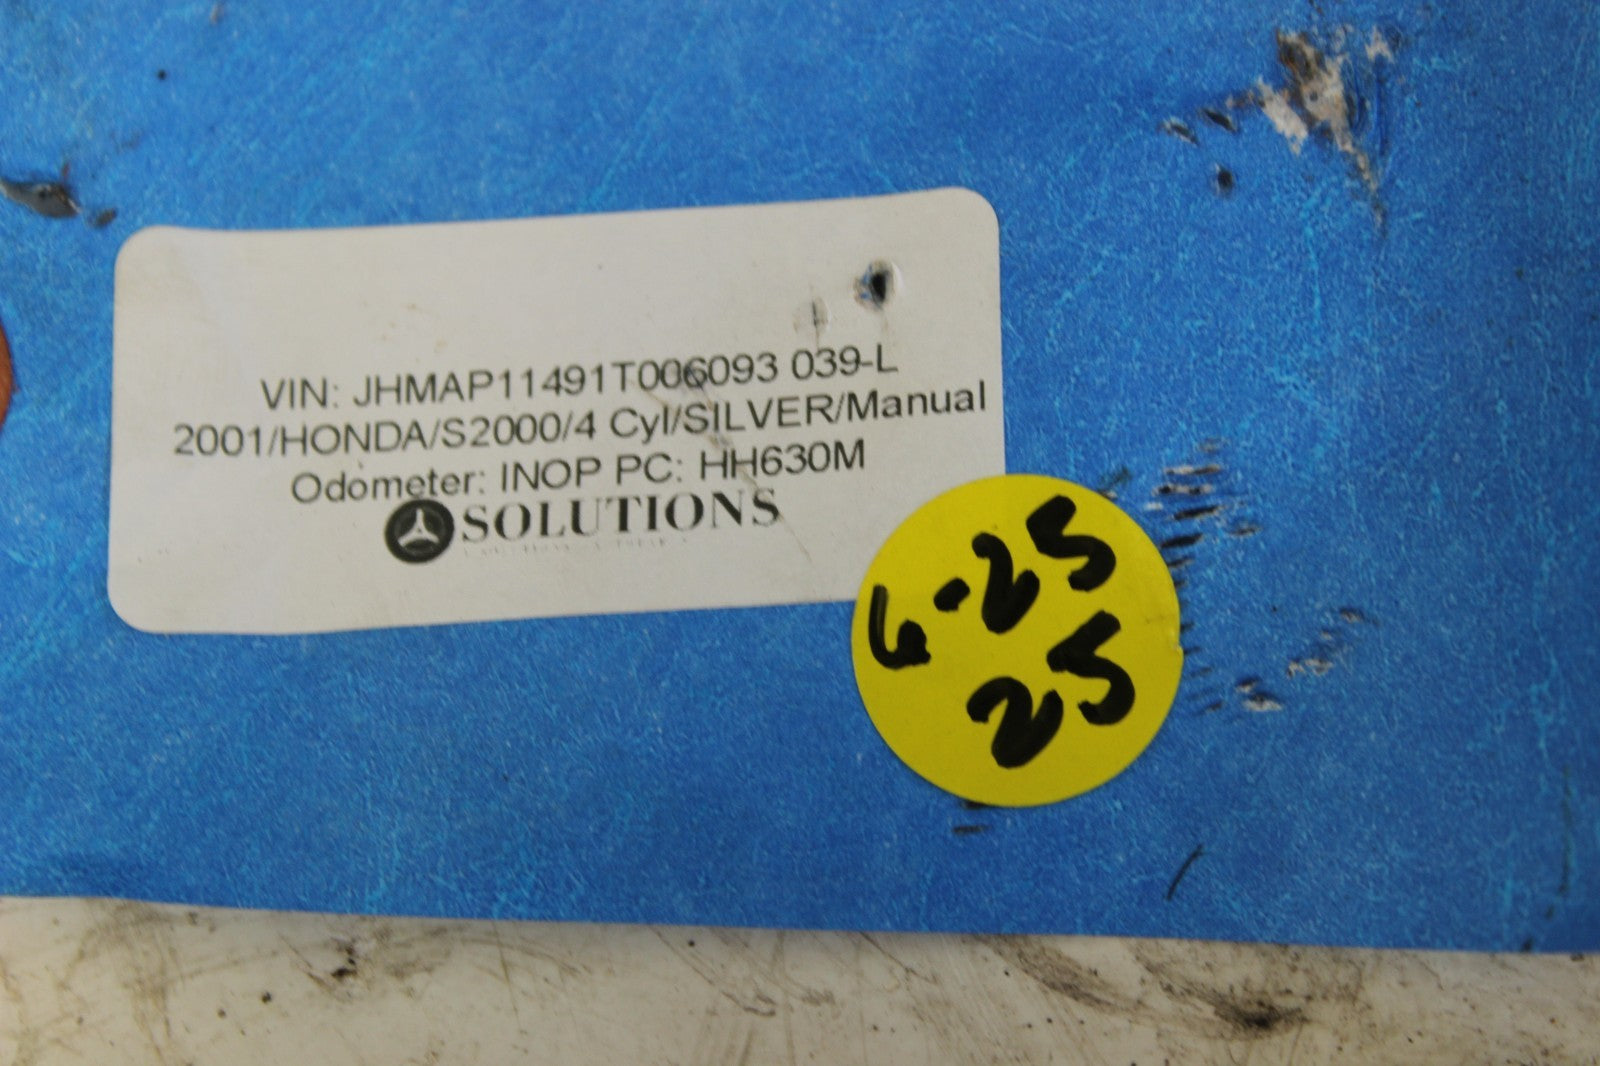 VIN: JHMAP11491T006093 039-L
2001/HONDA/S2000/4 Cyl/SILVER/Manual
Odometer: INOP PC: HH630M
SOLUTIONS
6-25
25